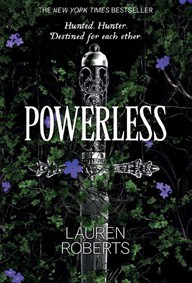 THE NEW YORK TIMES BESTSELLER
Hunted. Hunter.
Destined for each other.
POWERLESS
LAUREN
ROBERTS